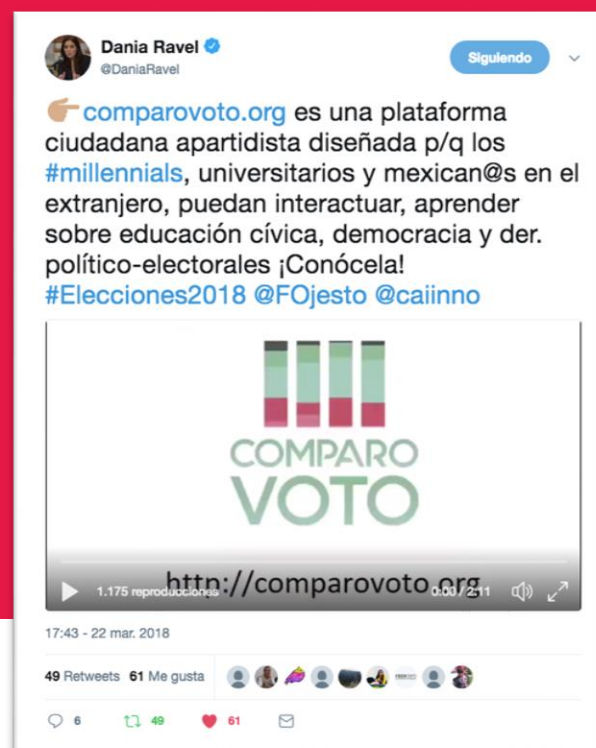 Dania Ravel
@DaniaRavel
Siguiendo
comparovoto.org es una plataforma
ciudadana apartidista diseñada p/q los
#millennials, universitarios y mexican@s en el
extranjero, puedan interactuar, aprender
sobre educación cívica, democracia y der.
político-electorales ¡Conócela!
#Elecciones2018 @FOjesto @caiinno
COMPARO
VOTO
http://comparovoto.org
1.175 reproducciones
0:00 / 2:11
17:43 - 22 mar. 2018
49 Retweets 61 Me gusta
6 49 61